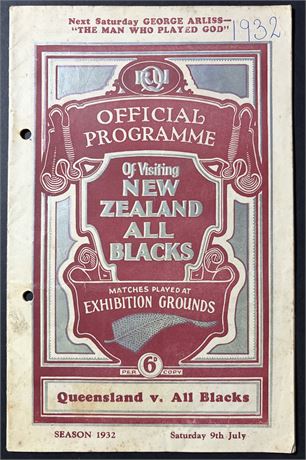 Next Saturday GEORGE ARLISS—
"THE MAN WHO PLAYED GOD"
1932
OFFICIAL
PROGRAMME
Of Visiting
NEW
ZEALAND
ALL
BLACKS
MATCHES PLAYED AT
EXHIBITION GROUNDS
6D
PER COPY
Queensland v. All Blacks
SEASON 1932 Saturday 9th July